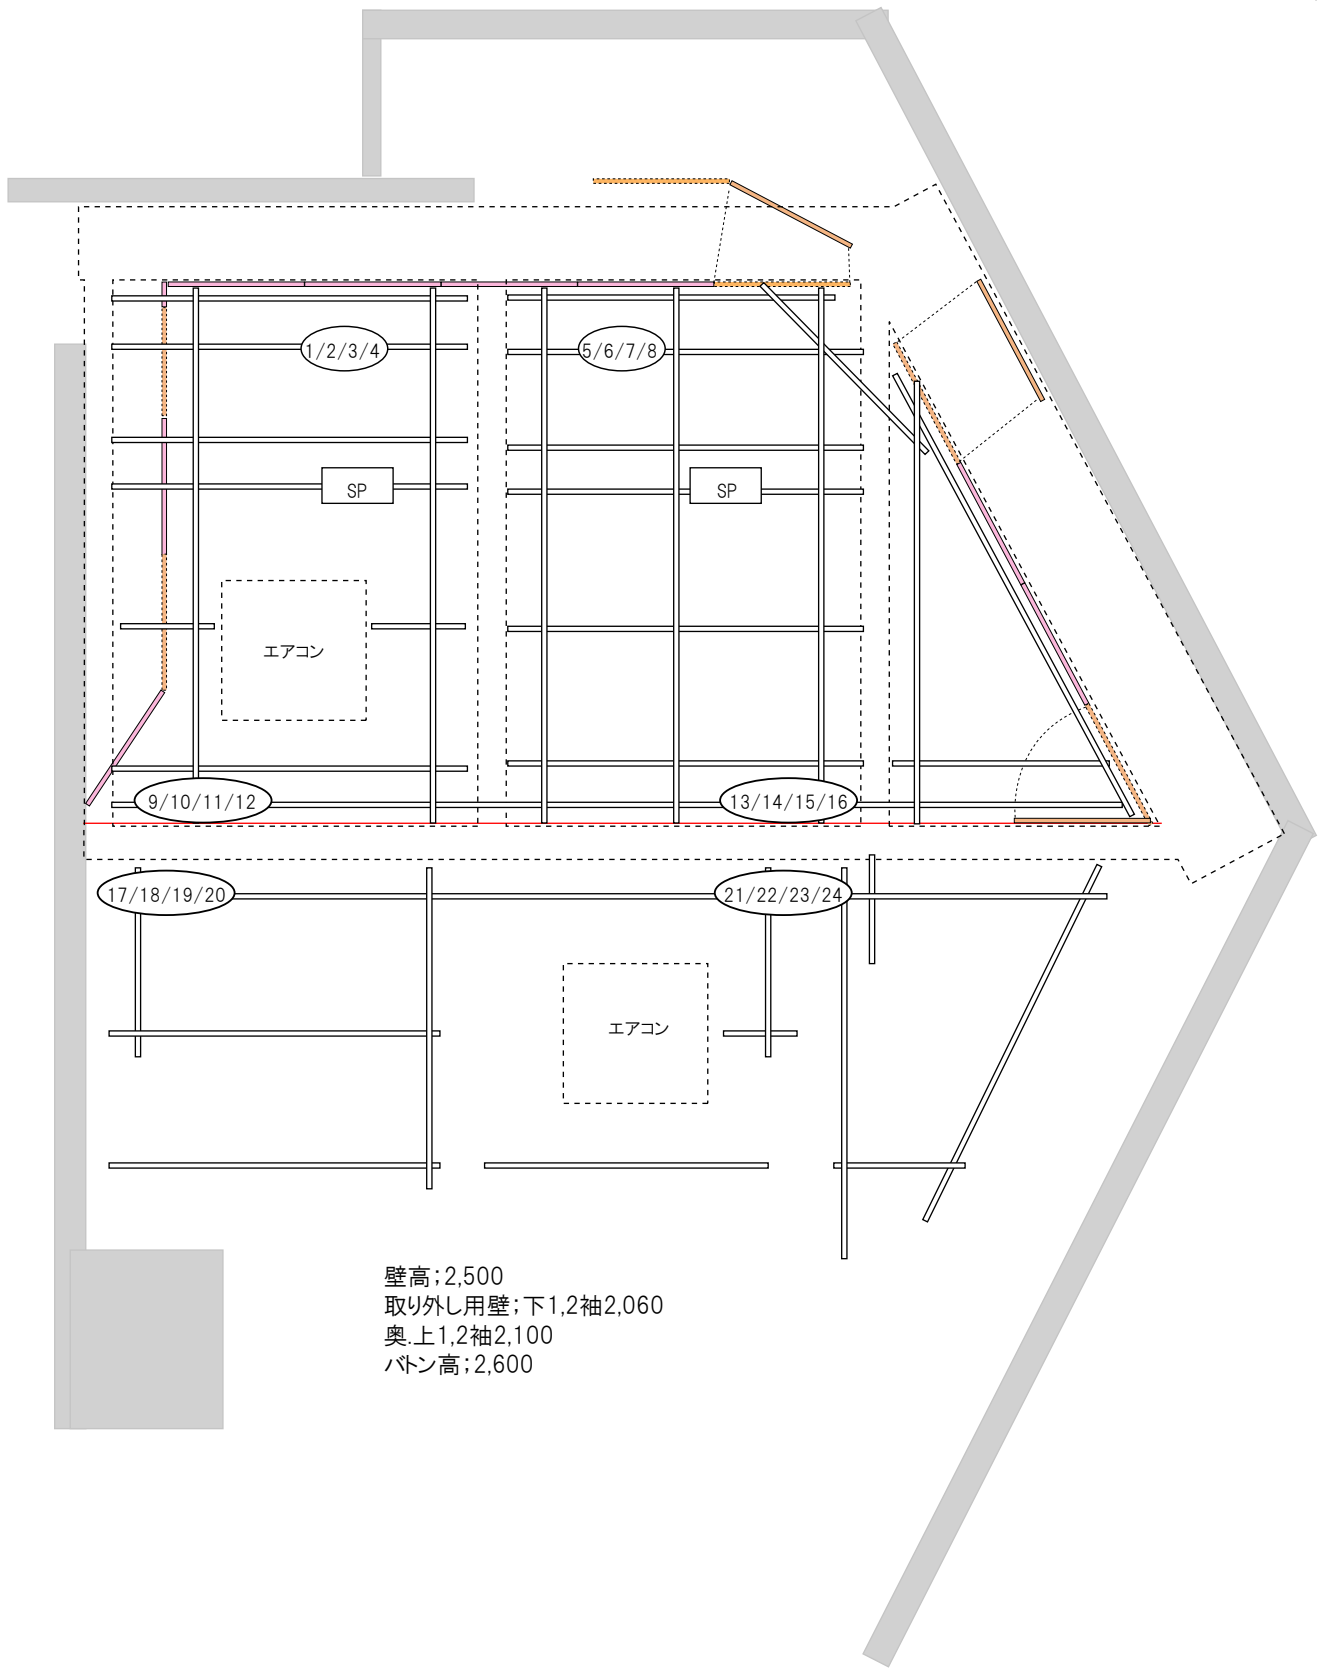 1/2/3/4
5/6/7/8
SP
SP
エアコン
9/10/11/12
13/14/15/16
17/18/19/20
21/22/23/24
エアコン
壁高;2,500
取り外し用壁;下1,2袖2,060
奥.上1,2袖2,100
バトン高;2,600